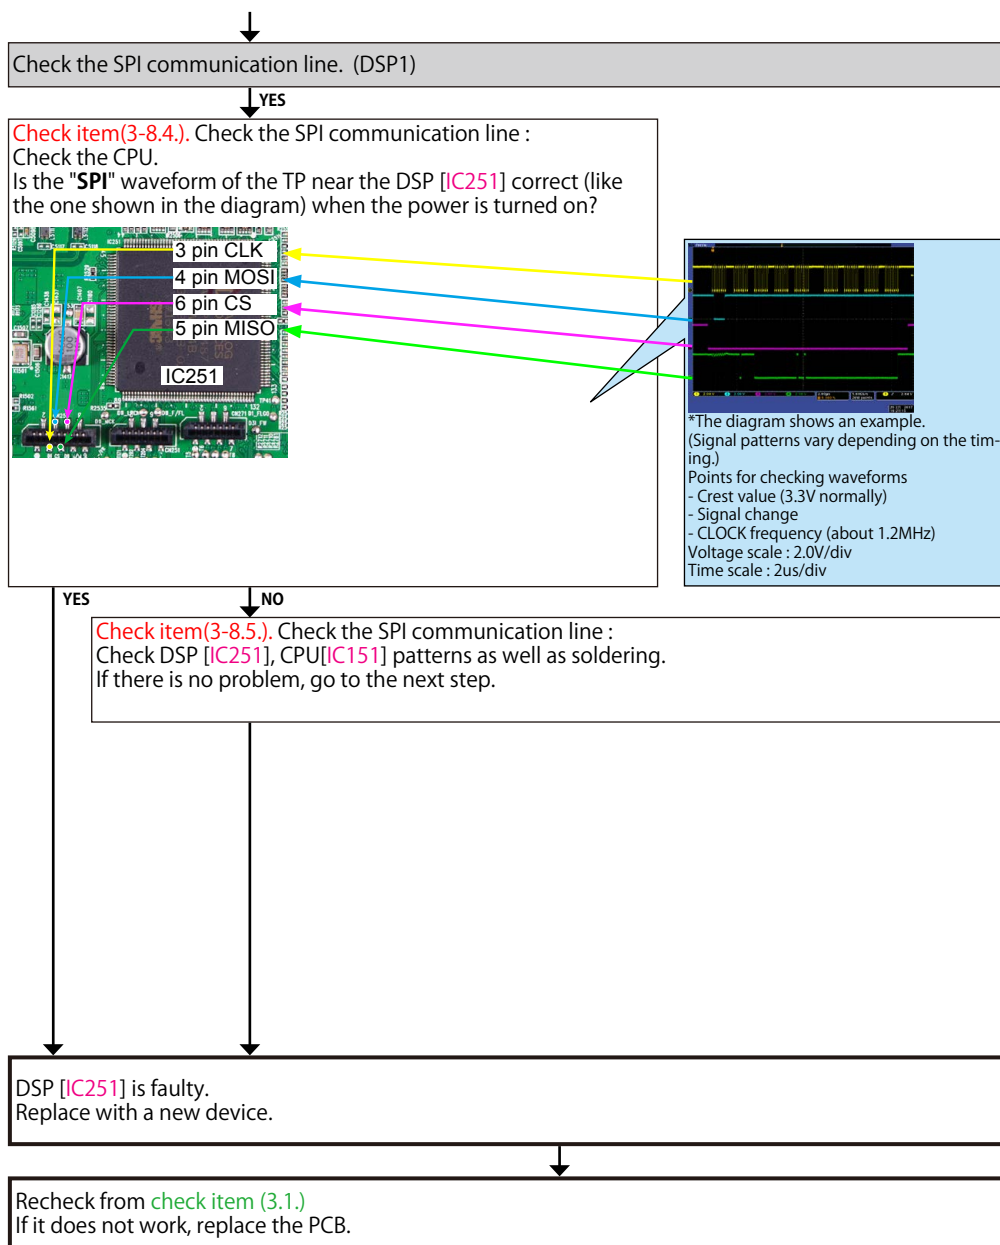 Check the SPI communication line. (DSP1)
YES
Check item(3-8.4.). Check the SPI communication line :
Check the CPU.
Is the "SPI" waveform of the TP near the DSP [IC251] correct (like
the one shown in the diagram) when the power is turned on?
3 pin CLK
4 pin MOSI
6 pin CS
5 pin MISO
IC251
*The diagram shows an example.
(Signal patterns vary depending on the tim-
ing.)
Points for checking waveforms
- Crest value (3.3V normally)
- Signal change
- CLOCK frequency (about 1.2MHz)
Voltage scale : 2.0V/div
Time scale : 2us/div
YES
NO
Check item(3-8.5.). Check the SPI communication line :
Check DSP [IC251], CPU[IC151] patterns as well as soldering.
If there is no problem, go to the next step.
DSP [IC251] is faulty.
Replace with a new device.
Recheck from check item (3.1.)
If it does not work, replace the PCB.